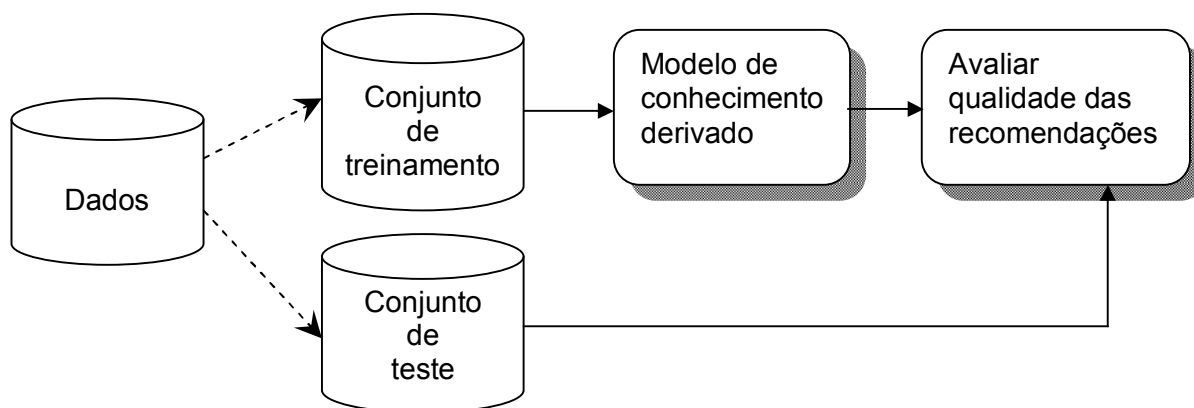 Dados
Conjunto
de
treinamento
Conjunto
de
teste
Modelo de
conhecimento
derivado
Avaliar
qualidade das
recomendações